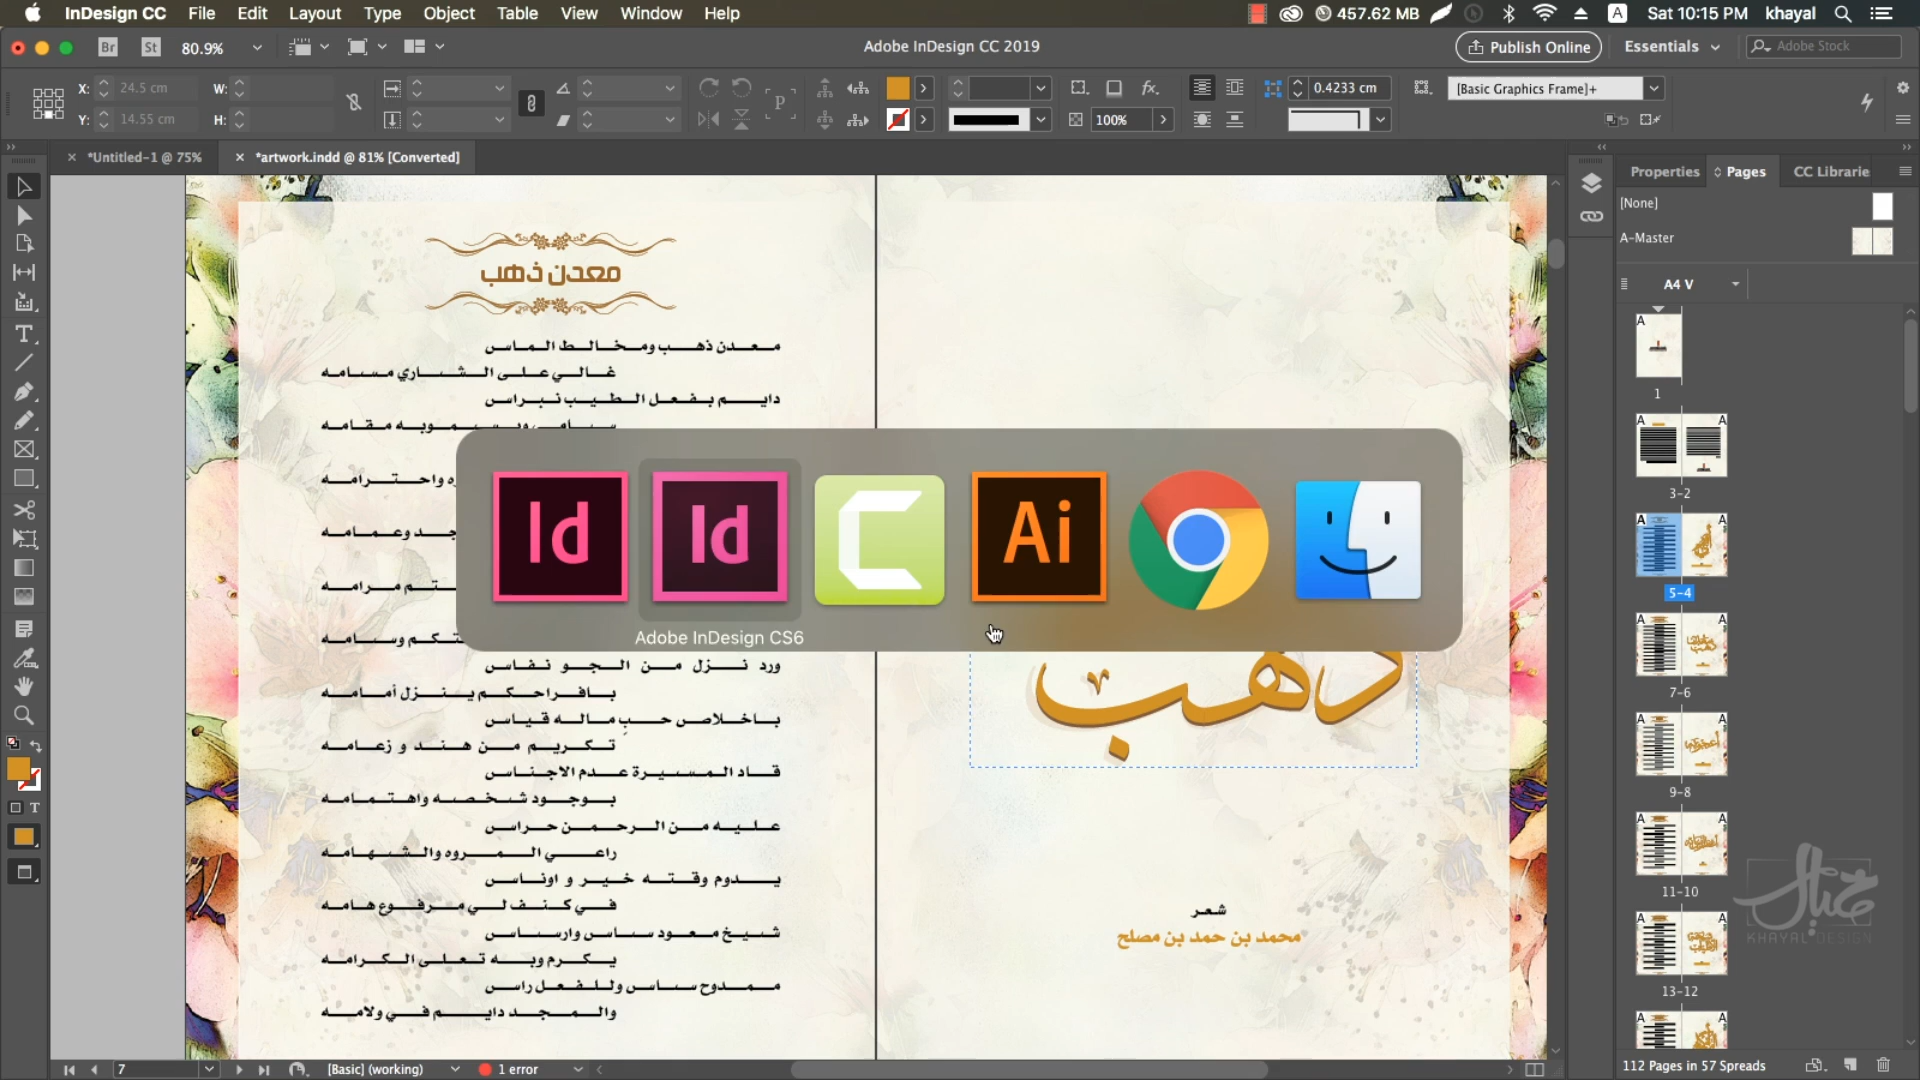 InDesign CC File Edit Layout Type Object Table View Window Help 457.62 MB A Sat 10:15 PM khayal
Br St 80.9% Adobe InDesign CC 2019 Publish Online Essentials Adobe Stock
X: 24.5 cm W: fx. 0.4233 cm [Basic Graphics Frame]+
Y: 14.55 cm H: P 100%
*Untitled-1 @ 75% *artwork.indd @ 81% [Converted]
Properties Pages CC Librarie
[None]
A-Master
A4 V
معدن ذهب
معدن ذهب ومخالط الماس
غالي على الشاري مسامه
دايم بفعل الطيب نبراس
ورد نزل من الجو نفاس
بافراحكم ينزل أمامه
باخلاص حبٍ ماله قياس
تكريم من هند و زعامه
قاد المسيرة عدم الاجناس
بوجود شخصه واهتمامه
عليه من الرحمن حراس
راعي المروه والشهامه
يدوم وقته خير و اوناس
في كنف لي مرفوع هامه
شيخ معود ساس وارساس
يكرم وبه تعلى الكرامه
ممدوح ساس وللفعل راس
والمجد دايم في ولامه
Id Id C Ai
Adobe InDesign CS6
ذهب
شعر
محمد بن حمد بن مصلح
1
3-2
5-4
7-6
9-8
11-10
13-12
خيال
KHAYAL DESIGN
7 [Basic] (working) 1 error
112 Pages in 57 Spreads